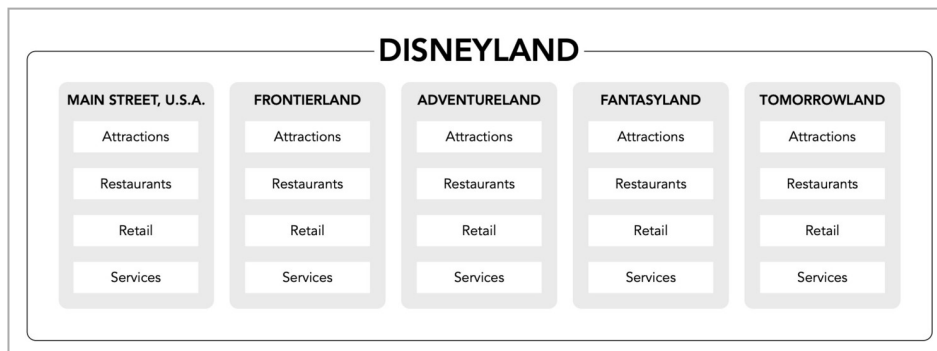 DISNEYLAND
MAIN STREET, U.S.A.
Attractions
Restaurants
Retail
Services
FRONTIERLAND
Attractions
Restaurants
Retail
Services
ADVENTURELAND
Attractions
Restaurants
Retail
Services
FANTASYLAND
Attractions
Restaurants
Retail
Services
TOMORROWLAND
Attractions
Restaurants
Retail
Services